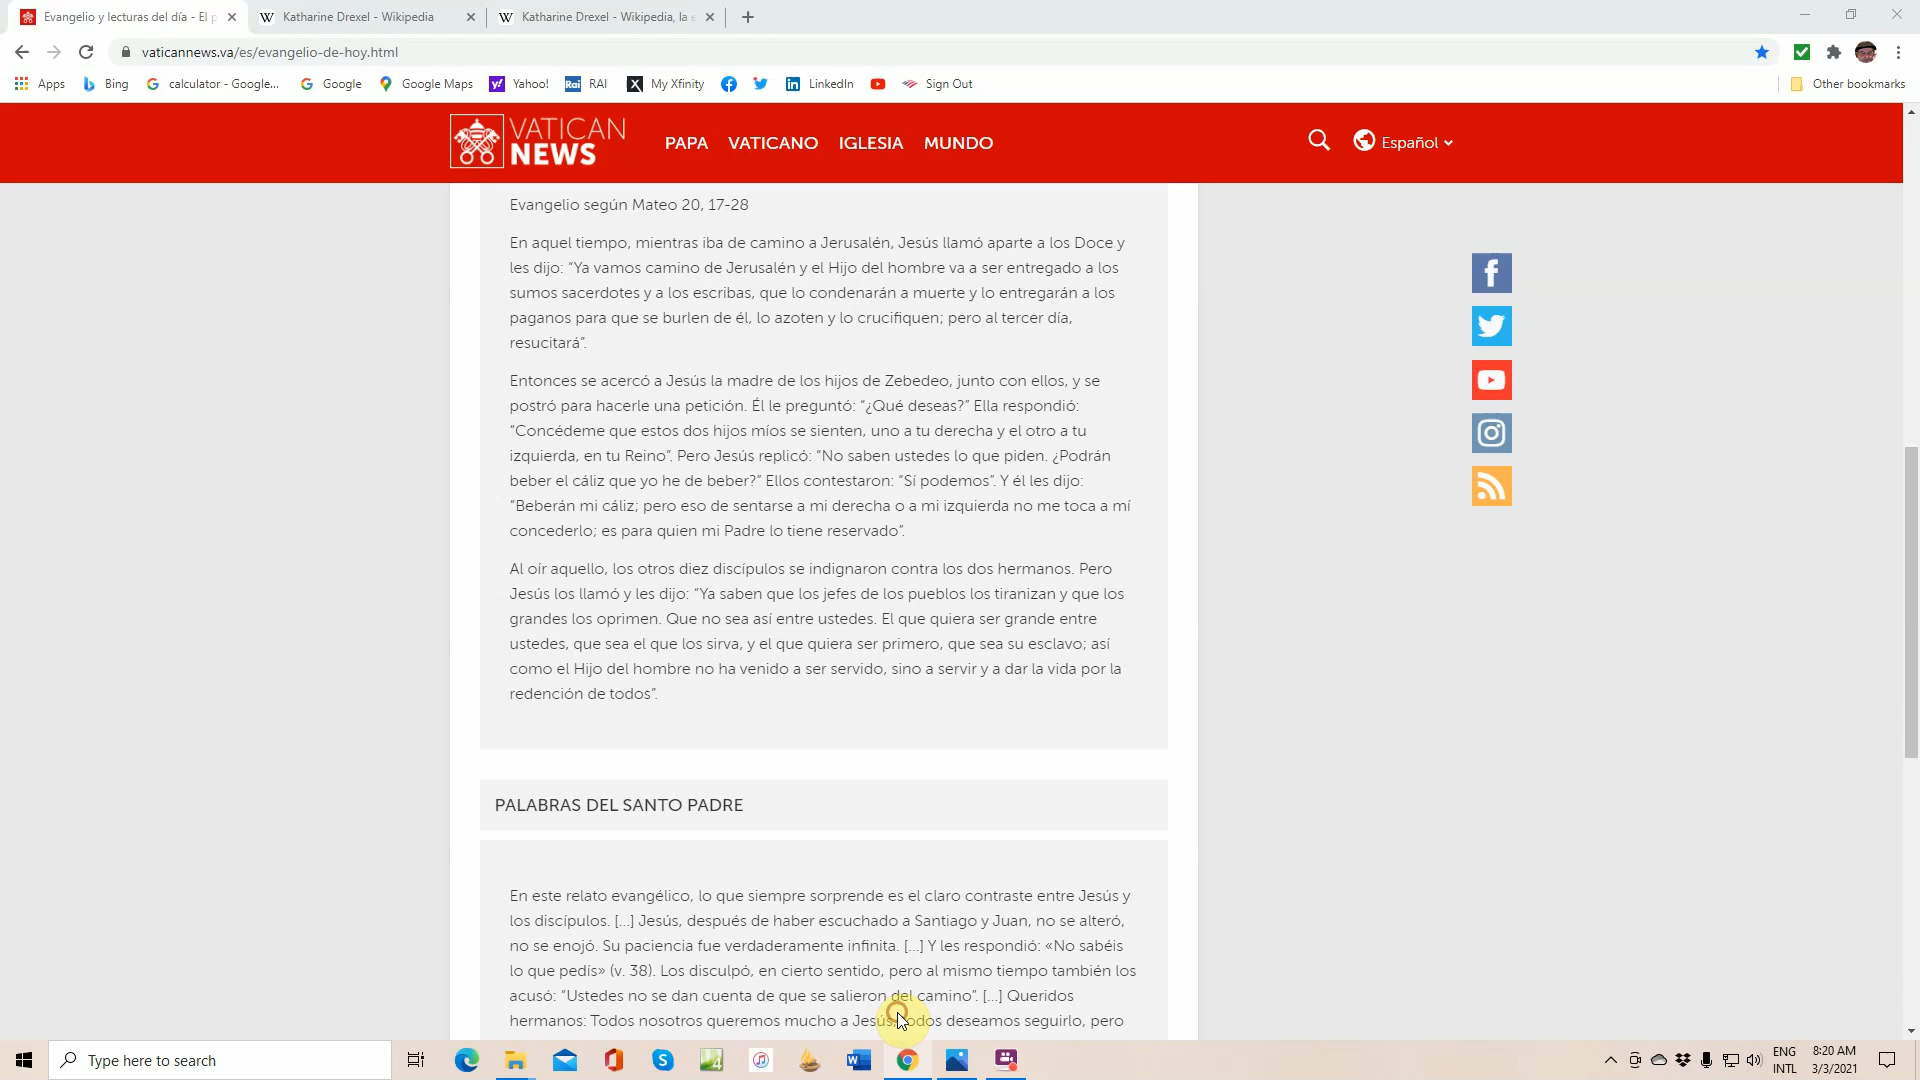 Evangelio y lecturas del día - El p
Katharine Drexel - Wikipedia
Katharine Drexel - Wikipedia, la e
vaticannews.va/es/evangelio-de-hoy.html
Apps
Bing
calculator - Google...
Google
Google Maps
Yahoo!
RAI
My Xfinity
LinkedIn
Sign Out
Other bookmarks
VATICAN
NEWS
PAPA VATICANO IGLESIA MUNDO
Español
Evangelio según Mateo 20, 17-28
En aquel tiempo, mientras iba de camino a Jerusalén, Jesús llamó aparte a los Doce y
les dijo: “Ya vamos camino de Jerusalén y el Hijo del hombre va a ser entregado a los
sumos sacerdotes y a los escribas, que lo condenarán a muerte y lo entregarán a los
paganos para que se burlen de él, lo azoten y lo crucifiquen; pero al tercer día,
resucitará”.
Entonces se acercó a Jesús la madre de los hijos de Zebedeo, junto con ellos, y se
postró para hacerle una petición. Él le preguntó: “¿Qué deseas?” Ella respondió:
“Concédeme que estos dos hijos míos se sienten, uno a tu derecha y el otro a tu
izquierda, en tu Reino”. Pero Jesús replicó: “No saben ustedes lo que piden. ¿Podrán
beber el cáliz que yo he de beber?” Ellos contestaron: “Sí podemos”. Y él les dijo:
“Beberán mi cáliz; pero eso de sentarse a mi derecha o a mi izquierda no me toca a mí
concederlo; es para quien mi Padre lo tiene reservado”.
Al oír aquello, los otros diez discípulos se indignaron contra los dos hermanos. Pero
Jesús los llamó y les dijo: “Ya saben que los jefes de los pueblos los tiranizan y que los
grandes los oprimen. Que no sea así entre ustedes. El que quiera ser grande entre
ustedes, que sea el que los sirva, y el que quiera ser primero, que sea su esclavo; así
como el Hijo del hombre no ha venido a ser servido, sino a servir y a dar la vida por la
redención de todos”.
PALABRAS DEL SANTO PADRE
En este relato evangélico, lo que siempre sorprende es el claro contraste entre Jesús y
los discípulos. [...] Jesús, después de haber escuchado a Santiago y Juan, no se alteró,
no se enojó. Su paciencia fue verdaderamente infinita. [...] Y les respondió: «No sabéis
lo que pedís» (v. 38). Los disculpó, en cierto sentido, pero al mismo tiempo también los
acusó: “Ustedes no se dan cuenta de que se salieron del camino”. [...] Queridos
hermanos: Todos nosotros queremos mucho a Jesús, todos deseamos seguirlo, pero
Type here to search
ENG
INTL
8:20 AM
3/3/2021